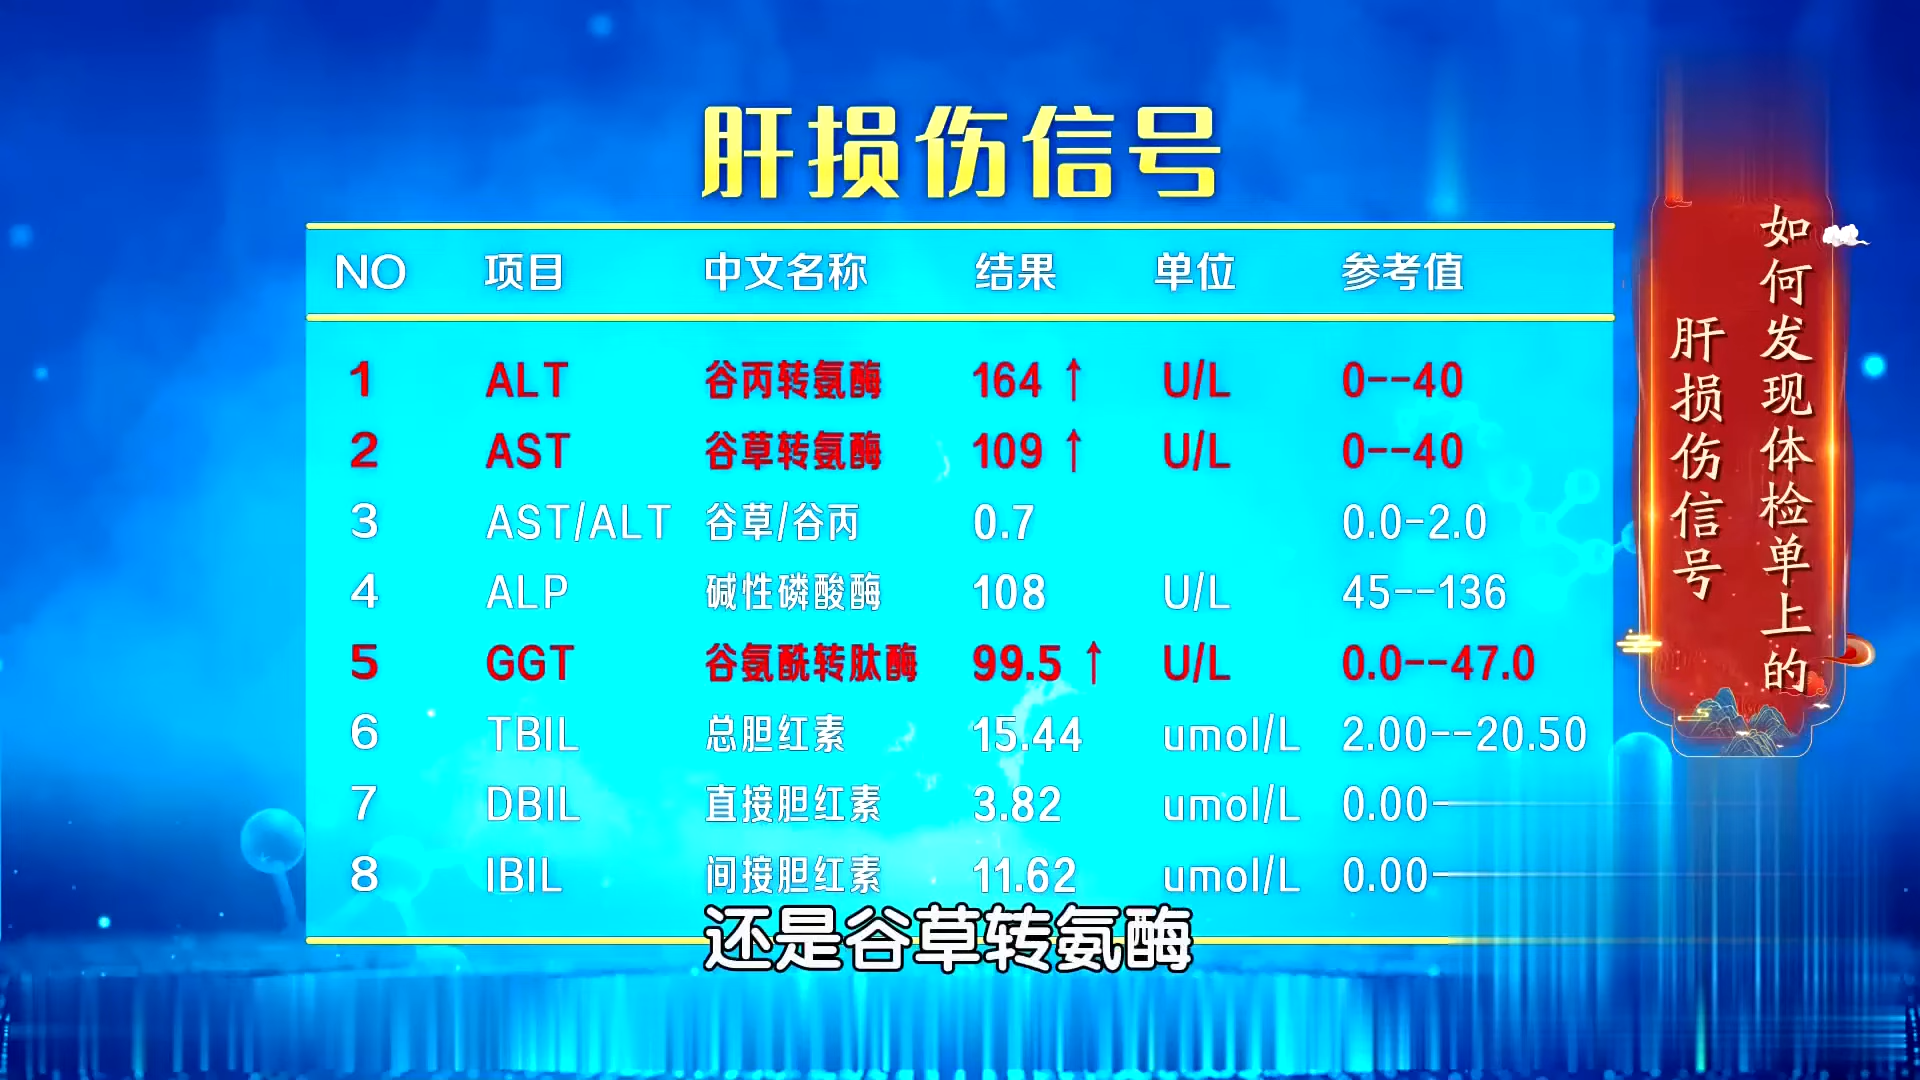 肝损伤信号
NO 项目 中文名称 结果 单位 参考值
1 ALT 谷丙转氨酶 164 ↑ U/L 0--40
2 AST 谷草转氨酶 109 ↑ U/L 0--40
3 AST/ALT 谷草/谷丙 0.7 0.0-2.0
4 ALP 碱性磷酸酶 108 U/L 45--136
5 GGT 谷氨酰转肽酶 99.5 ↑ U/L 0.0--47.0
6 TBIL 总胆红素 15.44 umol/L 2.00--20.50
7 DBIL 直接胆红素 3.82 umol/L 0.00-
8 IBIL 间接胆红素 11.62 umol/L 0.00-
还是谷草转氨酶
如何发现体检单上的
肝损伤信号